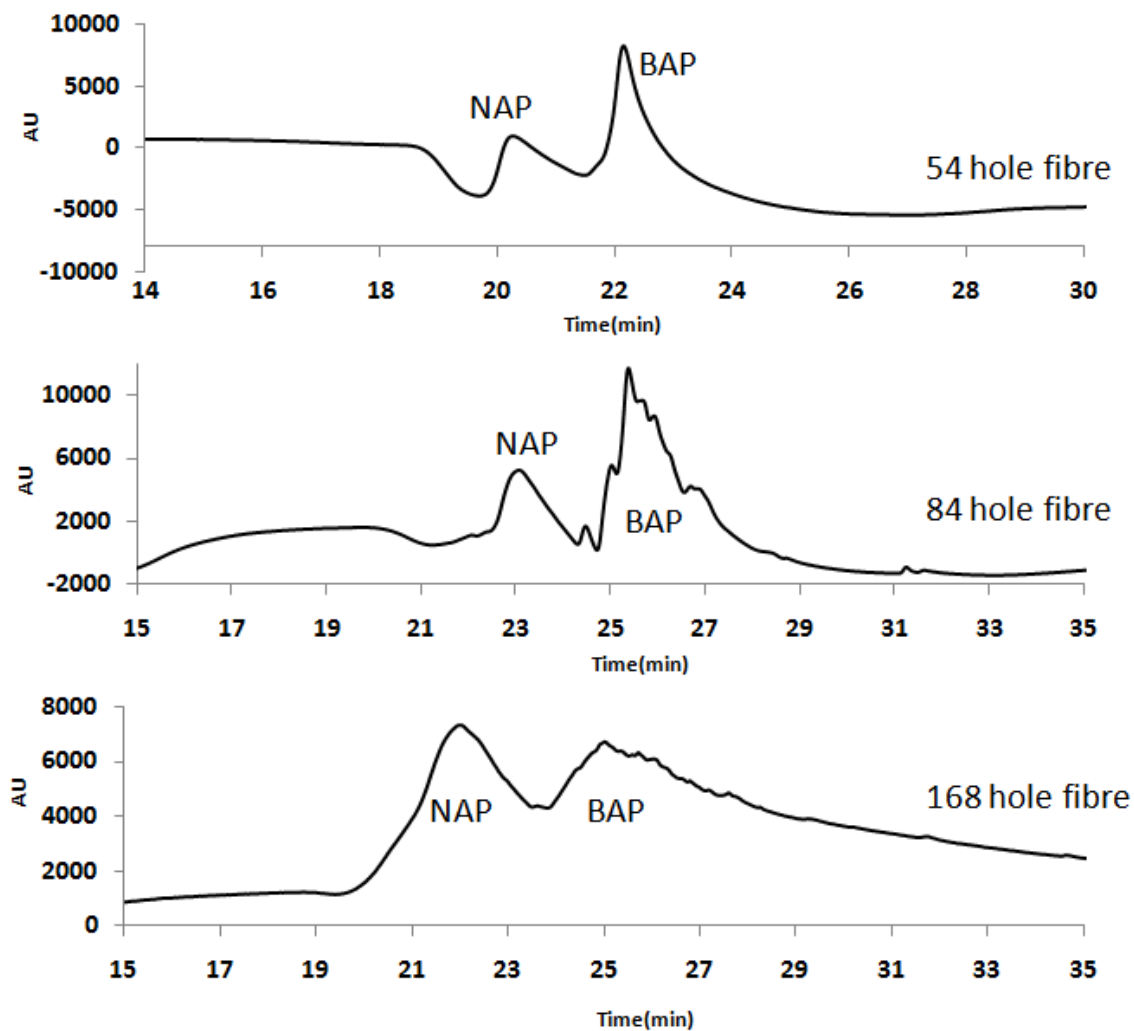 10000
5000
0
-5000
-10000
AU
NAP
BAP
54 hole fibre
14 16 18 20 22 24 26 28 30
Time(min)
10000
6000
2000
-2000
AU
NAP
BAP
84 hole fibre
15 17 19 21 23 25 27 29 31 33 35
Time(min)
8000
6000
4000
2000
0
AU
NAP
BAP
168 hole fibre
15 17 19 21 23 25 27 29 31 33 35
Time(min)